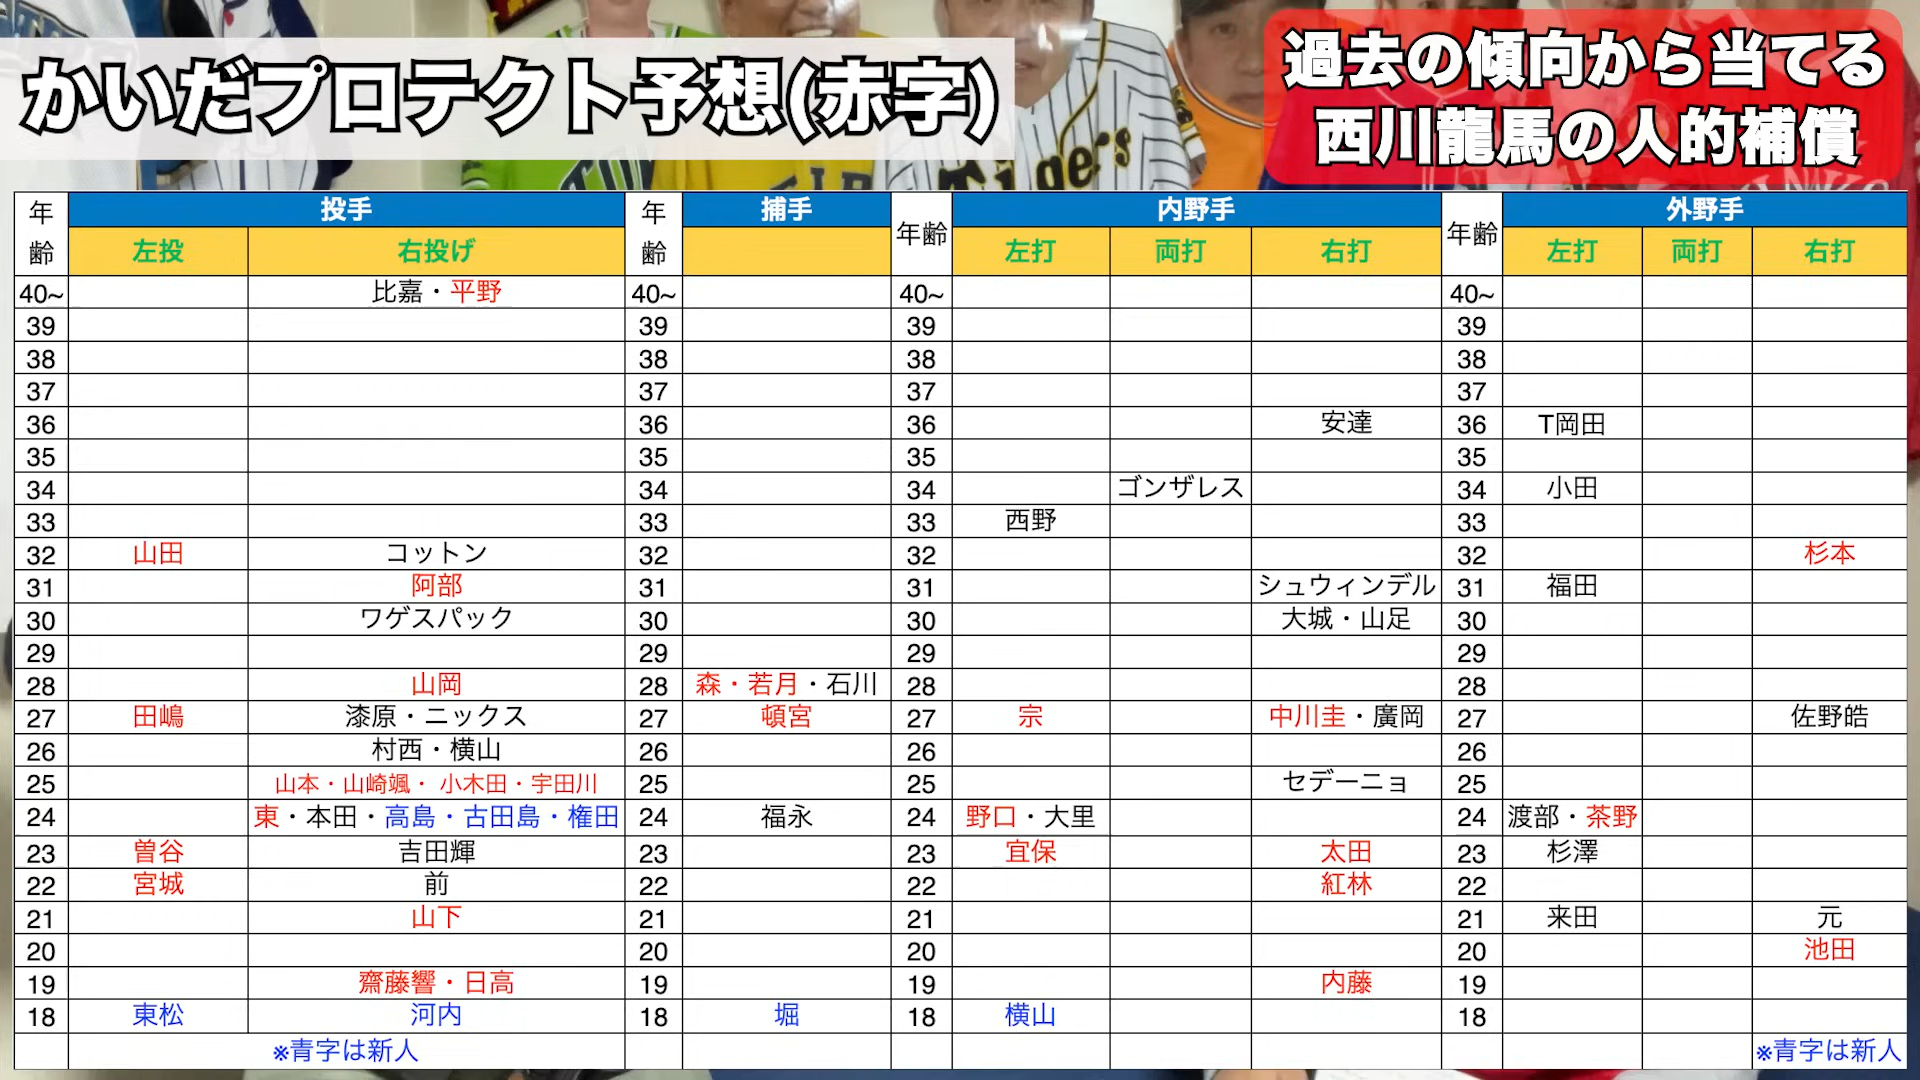 かいだプロテクト予想(赤字)
過去の傾向から当てる
西川龍馬の人的補償
Tigers
年齢 投手 年齢 捕手 年齢 内野手 年齢 外野手
左投 右投げ 左打 両打 右打 左打 両打 右打
40~ 比嘉・平野 40~ 40~ 40~
39 39 39 39
38 38 38 38
37 37 37 37
36 36 36 安達 36 T岡田
35 35 35 35
34 34 34 ゴンザレス 34 小田
33 33 33 西野 33
32 山田 コットン 32 32 32 杉本
31 阿部 31 31 シュウィンデル 31 福田
30 ワゲスパック 30 30 大城・山足 30
29 29 29 29
28 山岡 28 森・若月・石川 28 28
27 田嶋 漆原・ニックス 27 頓宮 27 宗 中川圭・廣岡 27 佐野皓
26 村西・横山 26 26 26
25 山本・山崎颯・小木田・宇田川 25 25 セデーニョ 25
24 東・本田・高島・古田島・権田 24 福永 24 野口・大里 24 渡部・茶野
23 曽谷 吉田輝 23 23 宜保 太田 23 杉澤
22 宮城 前 22 22 紅林 22
21 山下 21 21 21 来田 元
20 20 20 20 池田
19 齋藤響・日高 19 19 内藤 19
18 東松 河内 18 堀 18 横山 18
※青字は新人 ※青字は新人